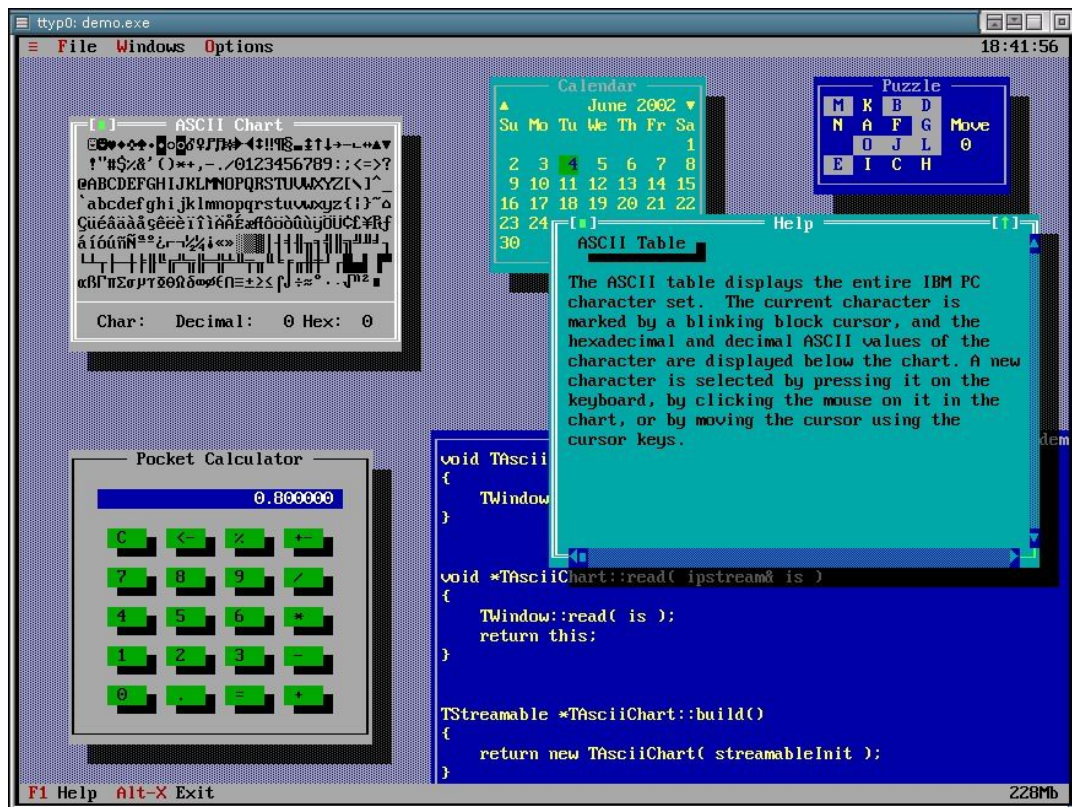 ttyp0: demo.exe
≡ File Windows Options 18:41:56
[■] ASCII Chart
!"#$%&'()*+,-./0123456789:;<=>?
@ABCDEFGHIJKLMNOPQRSTUVWXYZ[\]^_
`abcdefghijklmnopqrstuvwxyz{|}~⌂
Char: Decimal: 0 Hex: 0
Calendar
▲ June 2002 ▼
Su Mo Tu We Th Fr Sa
1
2 3 4 5 6 7 8
9 10 11 12 13 14 15
16 17 18 19 20 21 22
23 24
30
Puzzle
M K B D
N A F G Move
O J L 0
E I C H
[■] Help [↑]
ASCII Table
The ASCII table displays the entire IBM PC
character set. The current character is
marked by a blinking block cursor, and the
hexadecimal and decimal ASCII values of the
character are displayed below the chart. A new
character is selected by pressing it on the
keyboard, by clicking the mouse on it in the
chart, or by moving the cursor using the
cursor keys.
Pocket Calculator
0.800000
C <- % +-
7 8 9 /
4 5 6 *
1 2 3 -
0 . = +
dem
void TAscii
{
TWindow
}
void *TAsciiChart::read( ipstream& is )
{
TWindow::read( is );
return this;
}
TStreamable *TAsciiChart::build()
{
return new TAsciiChart( streamableInit );
}
F1 Help Alt-X Exit 228Mb